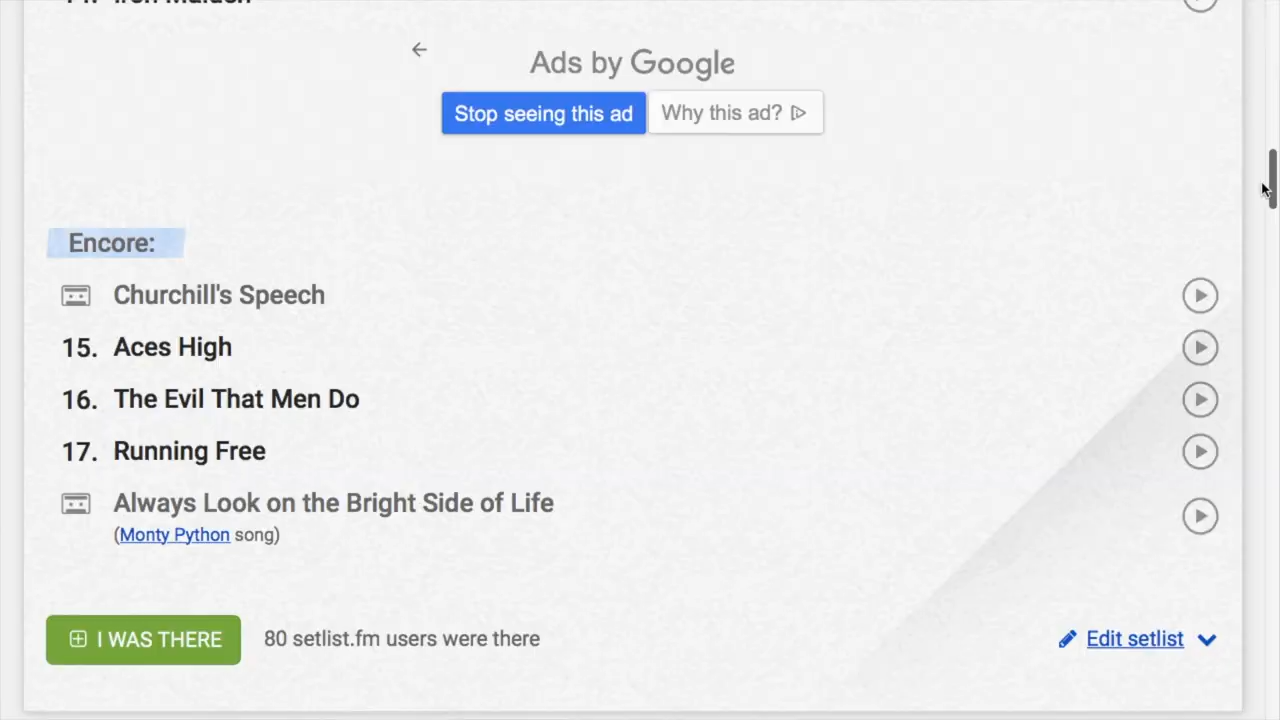 Iron Maiden
Ads by Google
Stop seeing this ad
Why this ad?
Encore:
Churchill's Speech
15. Aces High
16. The Evil That Men Do
17. Running Free
Always Look on the Bright Side of Life
(Monty Python song)
I WAS THERE
80 setlist.fm users were there
Edit setlist